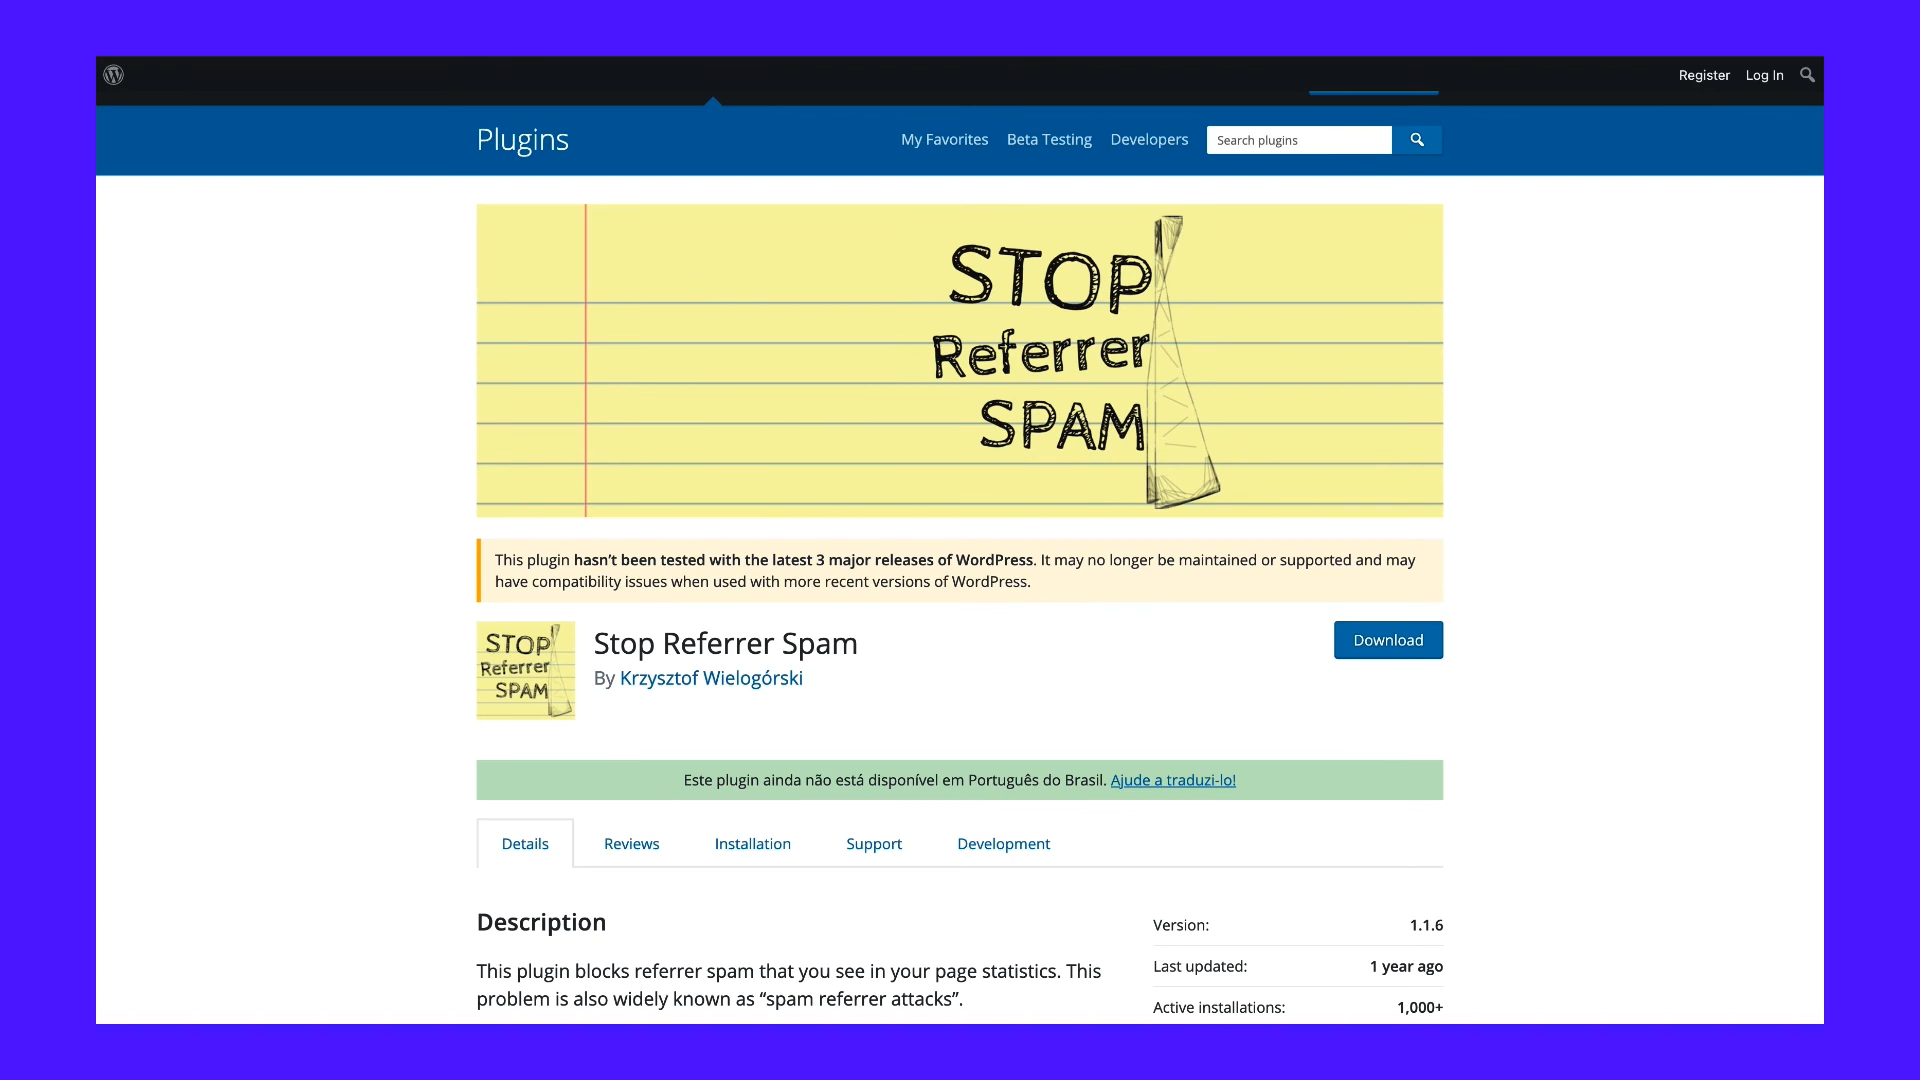 Register Log In
Plugins
My Favorites Beta Testing Developers Search plugins
STOP
Referrer
SPAM
This plugin hasn’t been tested with the latest 3 major releases of WordPress. It may no longer be maintained or supported and may
have compatibility issues when used with more recent versions of WordPress.
STOP
Referrer
SPAM
Stop Referrer Spam
By Krzysztof Wielogórski
Download
Este plugin ainda não está disponível em Português do Brasil. Ajude a traduzi-lo!
Details Reviews Installation Support Development
Description
This plugin blocks referrer spam that you see in your page statistics. This
problem is also widely known as “spam referrer attacks”.
Version: 1.1.6
Last updated: 1 year ago
Active installations: 1,000+